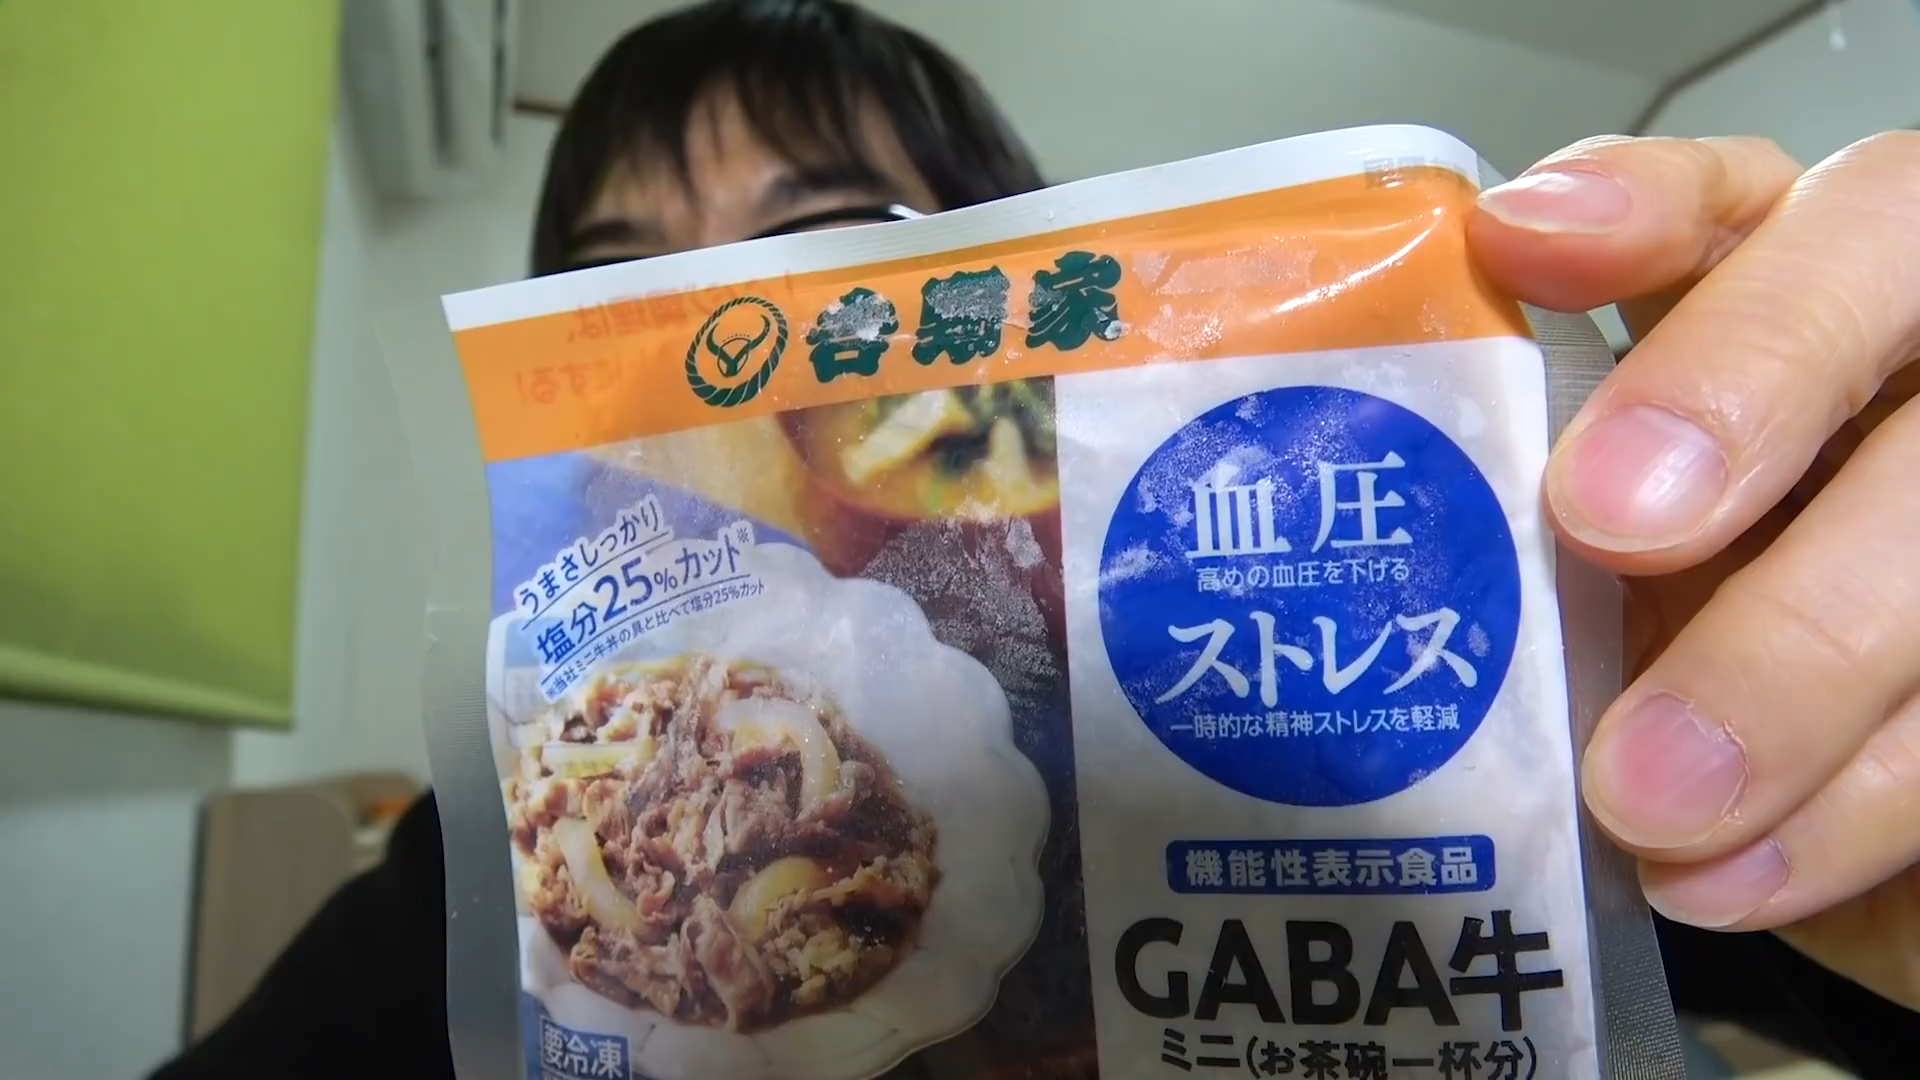 吉野家
うまさしっかり
塩分25%カット※
※当社ミニ牛丼の具と比べて塩分25%カット
血圧
高めの血圧を下げる
ストレス
一時的な精神ストレスを軽減
機能性表示食品
GABA牛
ミニ(お茶碗一杯分)
要冷凍